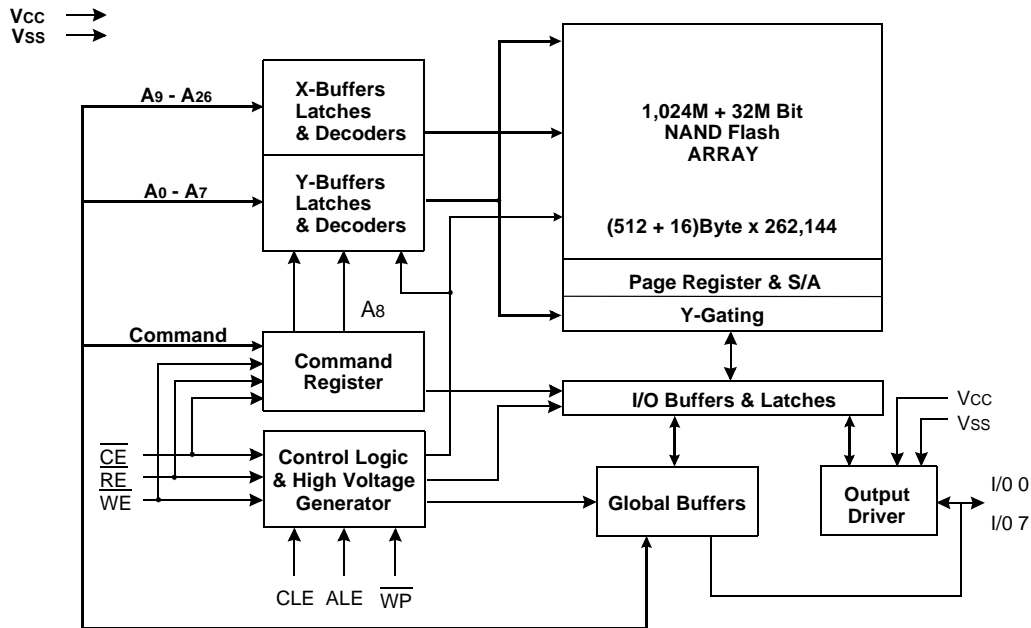 VCC
VSS
A9 - A26
X-Buffers
Latches
& Decoders
1,024M + 32M Bit
NAND Flash
ARRAY
A0 - A7
Y-Buffers
Latches
& Decoders
(512 + 16)Byte x 262,144
Page Register & S/A
Y-Gating
A8
Command
Command
Register
I/O Buffers & Latches
VCC
VSS
CE
RE
WE
Control Logic
& High Voltage
Generator
Global Buffers
Output
Driver
I/0 0
I/0 7
CLE
ALE
WP